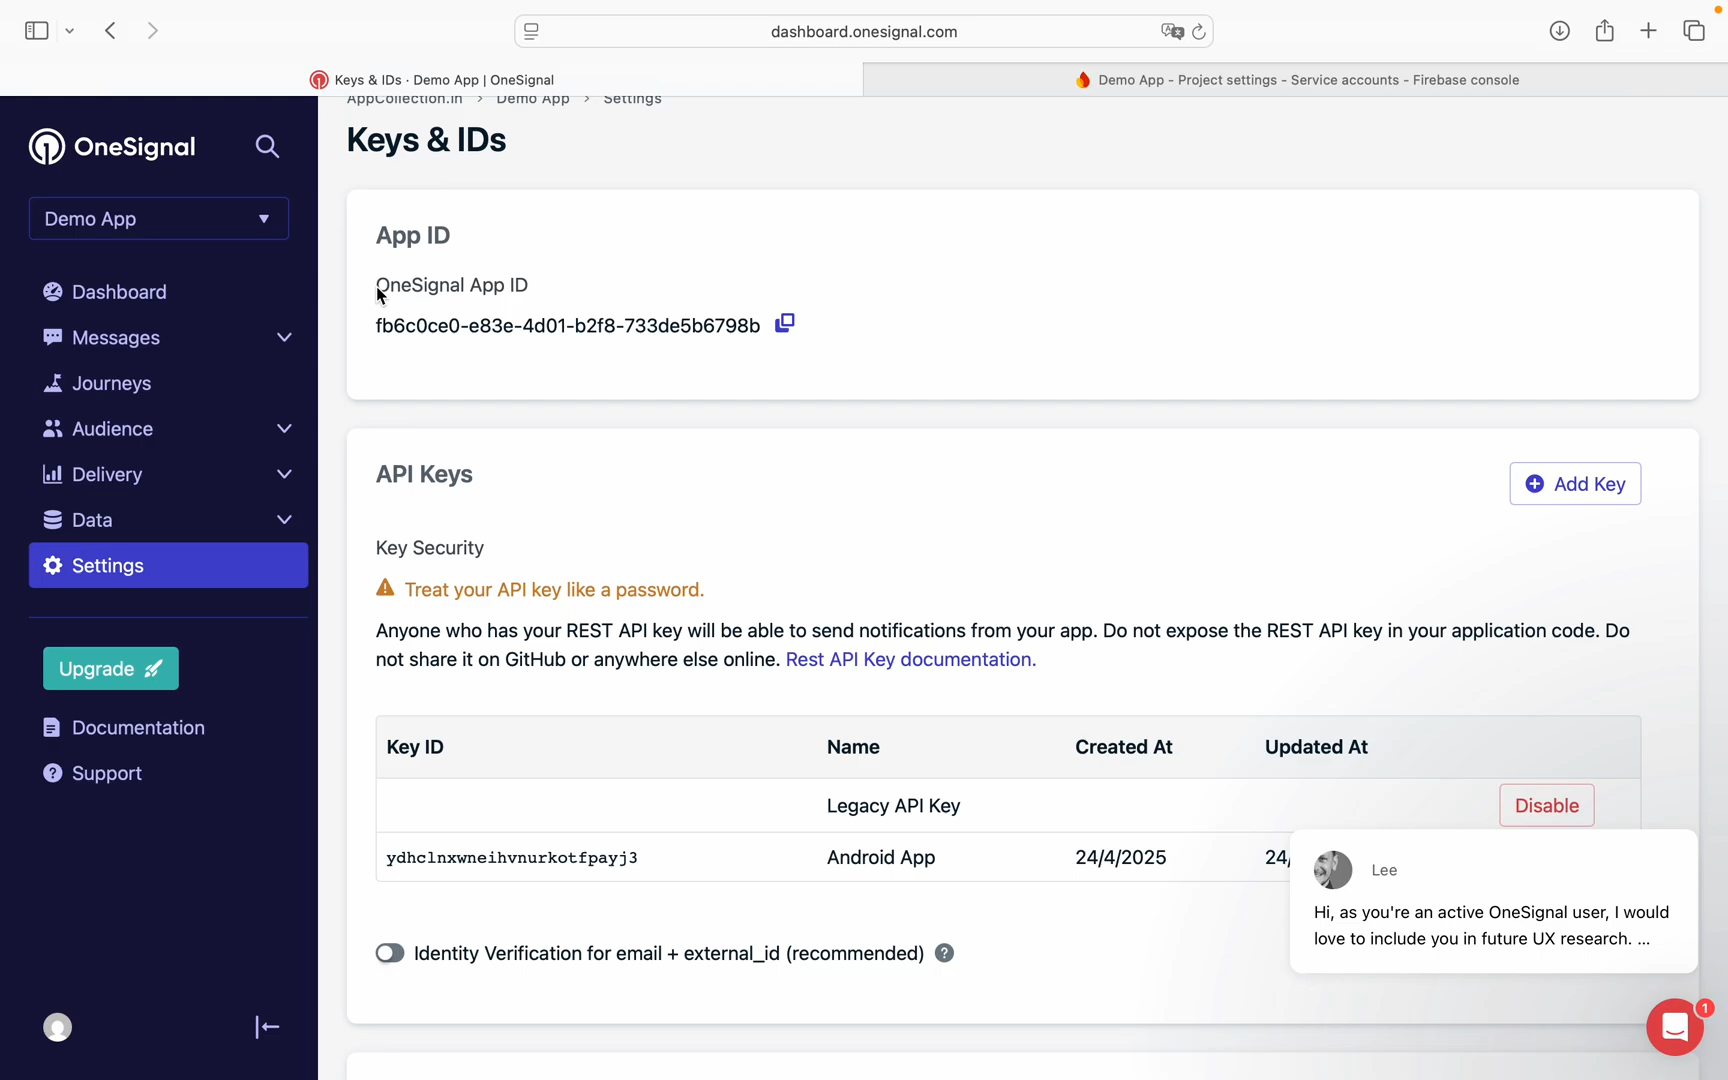 dashboard.onesignal.com
Keys & IDs · Demo App | OneSignal
Demo App - Project settings - Service accounts - Firebase console
OneSignal
Demo App
Dashboard
Messages
Journeys
Audience
Delivery
Data
Settings
Upgrade
Documentation
Support
AppCollection.in > Demo App > Settings
Keys & IDs
App ID
OneSignal App ID
fb6c0ce0-e83e-4d01-b2f8-733de5b6798b
API Keys
Add Key
Key Security
Treat your API key like a password.
Anyone who has your REST API key will be able to send notifications from your app. Do not expose the REST API key in your application code. Do
not share it on GitHub or anywhere else online. Rest API Key documentation.
Key ID Name Created At Updated At
Legacy API Key Disable
ydhclnxwneihvnurkotfpayj3 Android App 24/4/2025 24/
Identity Verification for email + external_id (recommended) ?
Lee
Hi, as you're an active OneSignal user, I would
love to include you in future UX research. ...
1